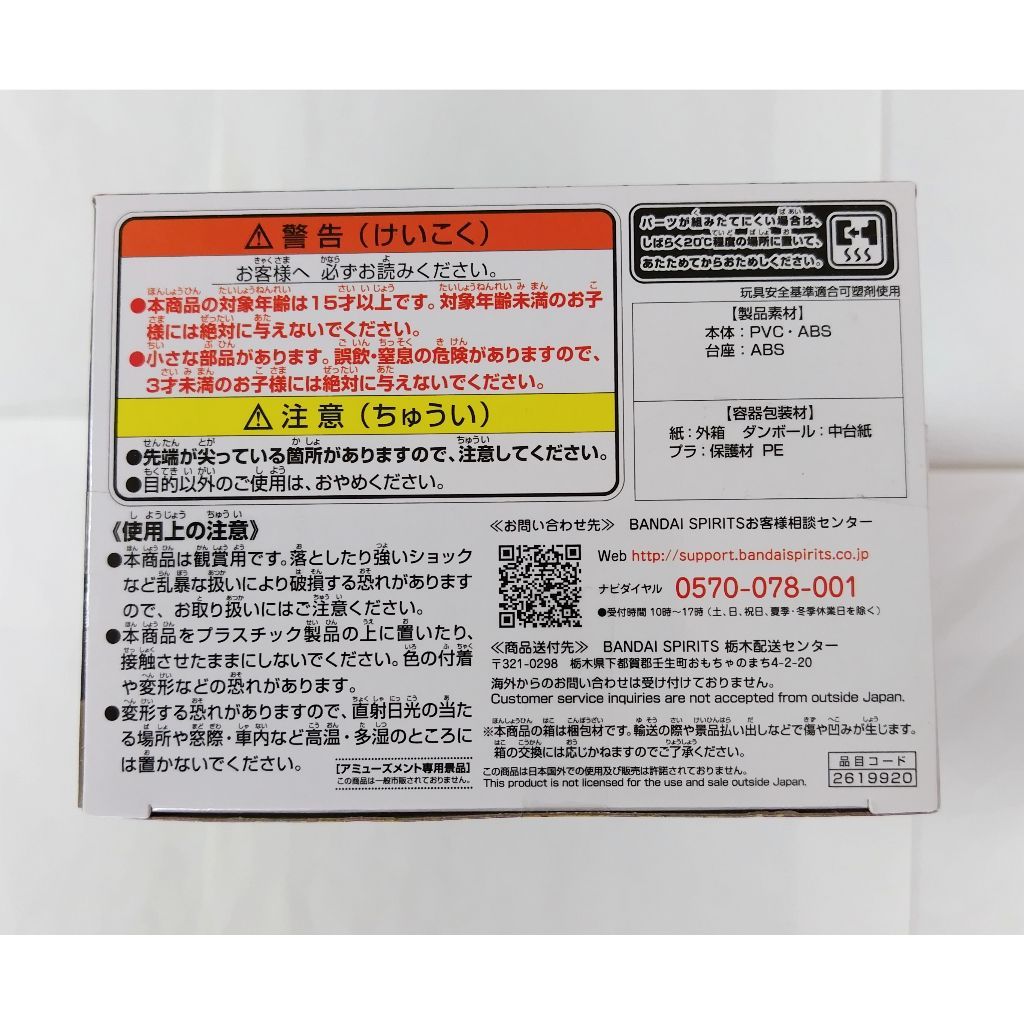 警告（けいこく）
お客様へ 必ずお読みください。
●本商品の対象年齢は15才以上です。対象年齢未満のお子
様には絶対に与えないでください。
●小さな部品があります。誤飲・窒息の危険がありますので、
3才未満のお子様には絶対に与えないでください。
注意（ちゅうい）
●先端が尖っている箇所がありますので、注意してください。
●目的以外のご使用は、おやめください。
《使用上の注意》
●本商品は観賞用です。落としたり強いショック
など乱暴な扱いにより破損する恐れがあります
ので、お取り扱いにはご注意ください。
●本商品をプラスチック製品の上に置いたり、
接触させたままにしないでください。色の付着
や変形などの恐れがあります。
●変形する恐れがありますので、直射日光の当た
る場所や窓際・車内など高温・多湿のところに
は置かないでください。
[アミューズメント専用景品]
この商品は一般市販されておりません。
パーツが組みたてにくい場合は、
しばらく20℃程度の場所に置いて、
あたためてからおためしください。
玩具安全基準適合可塑剤使用
【製品素材】
本体：PVC・ABS
台座：ABS
【容器包装材】
紙：外箱 ダンボール：中台紙
プラ：保護材 PE
≪お問い合わせ先≫ BANDAI SPIRITSお客様相談センター
Web http://support.bandaispirits.co.jp
ナビダイヤル 0570-078-001
●受付時間 10時～17時（土、日、祝日、夏季・冬季休業日を除く）
≪商品送付先≫ BANDAI SPIRITS 栃木配送センター
〒321-0298 栃木県下都賀郡壬生町おもちゃのまち4-2-20
海外からのお問い合わせは受け付けておりません。
Customer service inquiries are not accepted from outside Japan.
※本商品の箱は梱包材です。輸送の際や景品払い出しなどで傷や凹みが生じます。
箱の交換には応じかねますのでご了承ください。
この商品は日本国外での使用及び販売は許諾されておりません。
This product is not licensed for the use and sale outside Japan.
品目コード
2619920